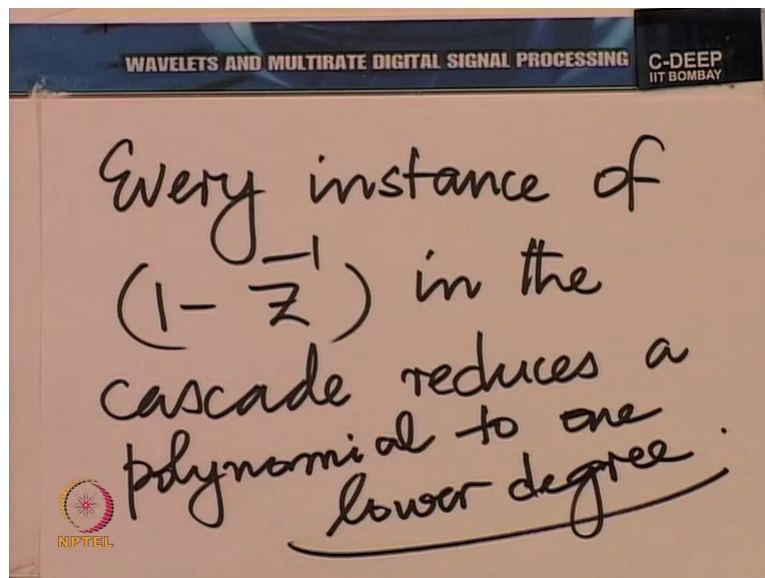 WAVELETS AND MULTIRATE DIGITAL SIGNAL PROCESSING
C-DEEP
IIT BOMBAY
Every instance of
(1 - z⁻¹) in the
cascade reduces a
polynomial to one
lower degree.
NPTEL